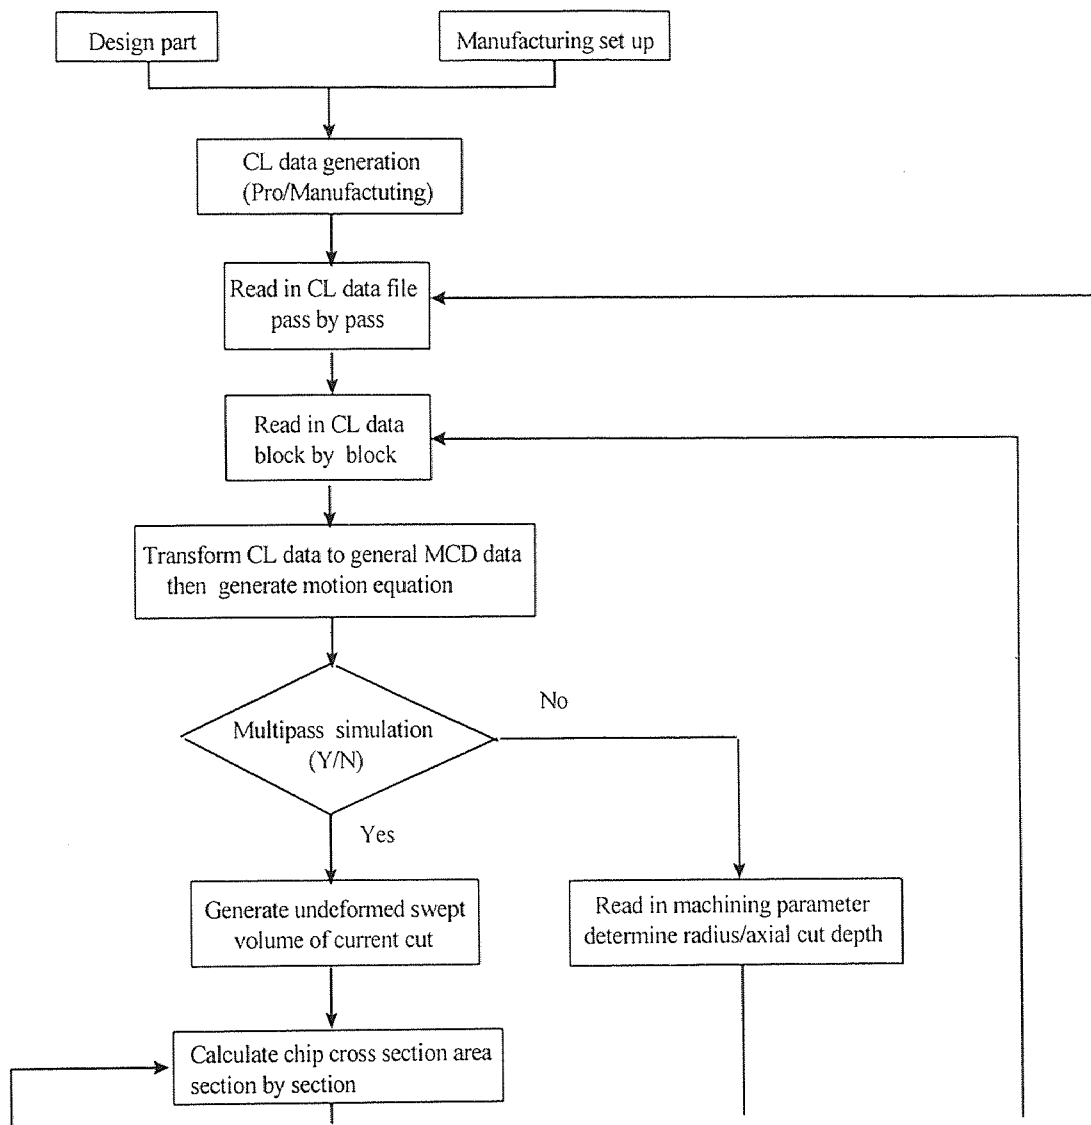 Design part
Manufacturing set up
CL data generation
(Pro/Manufactuting)
Read in CL data file
pass by pass
Read in CL data
block by block
Transform CL data to general MCD data
then generate motion equation
Multipass simulation
(Y/N)
No
Yes
Generate undeformed swept
volume of current cut
Read in machining parameter
determine radius/axial cut depth
Calculate chip cross section area
section by section